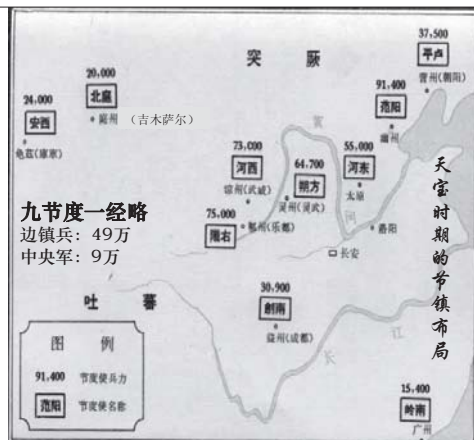 37,500
平卢
营州(朝阳)
突 厥
20,000
北庭
庭州 (吉木萨尔)
91,400
范阳
幽州
24,000
安西
龟兹(库车)
73,000
河西
凉州(武威)
黄
64,700
朔方
灵州(灵武)
55,000
河东
太原
天宝时期的节镇布局
九节度一经略
边镇兵: 49万
中央军: 9万
75,000
陇右
鄯州(乐都)
河
洛阳
长安
吐 蕃
30,900
剑南
益州(成都)
长
江
图 例
91,400 节度使兵力
范阳 节度使名称
15,400
岭南
广州